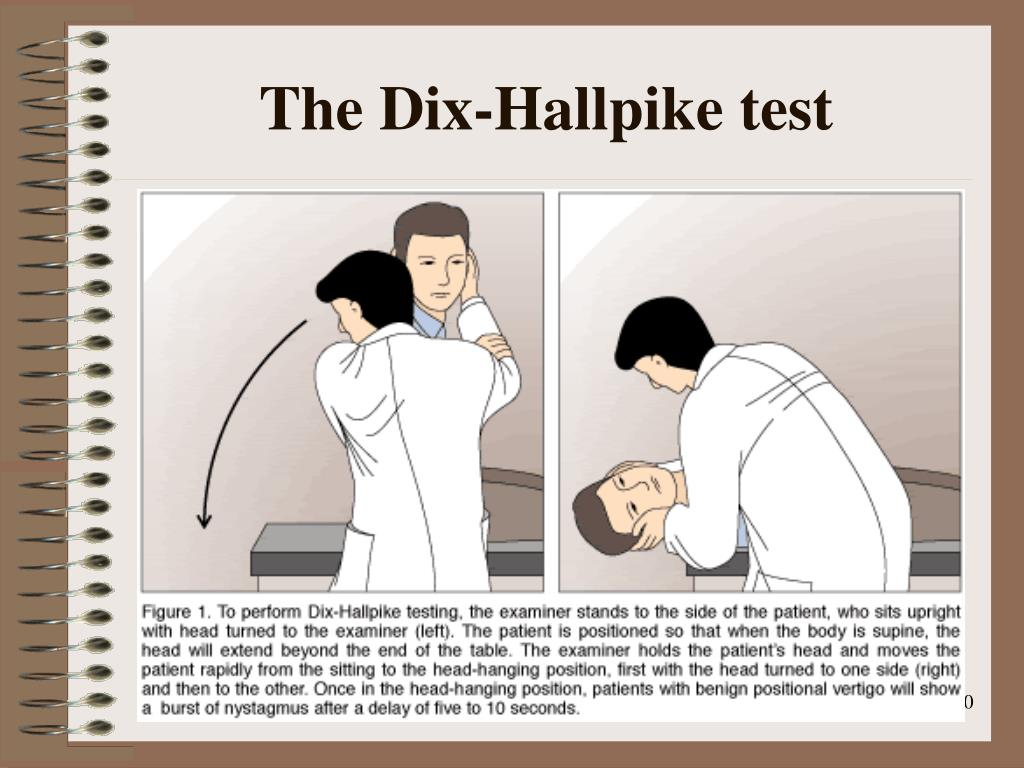 The Dix-Hallpike test
Figure 1. To perform Dix-Hallpike testing, the examiner stands to the side of the patient, who sits upright
with head turned to the examiner (left). The patient is positioned so that when the body is supine, the
head will extend beyond the end of the table. The examiner holds the patient's head and moves the
patient rapidly from the sitting to the head-hanging position, first with the head turned to one side (right)
and then to the other. Once in the head-hanging position, patients with benign positional vertigo will show
a burst of nystagmus after a delay of five to 10 seconds.
0